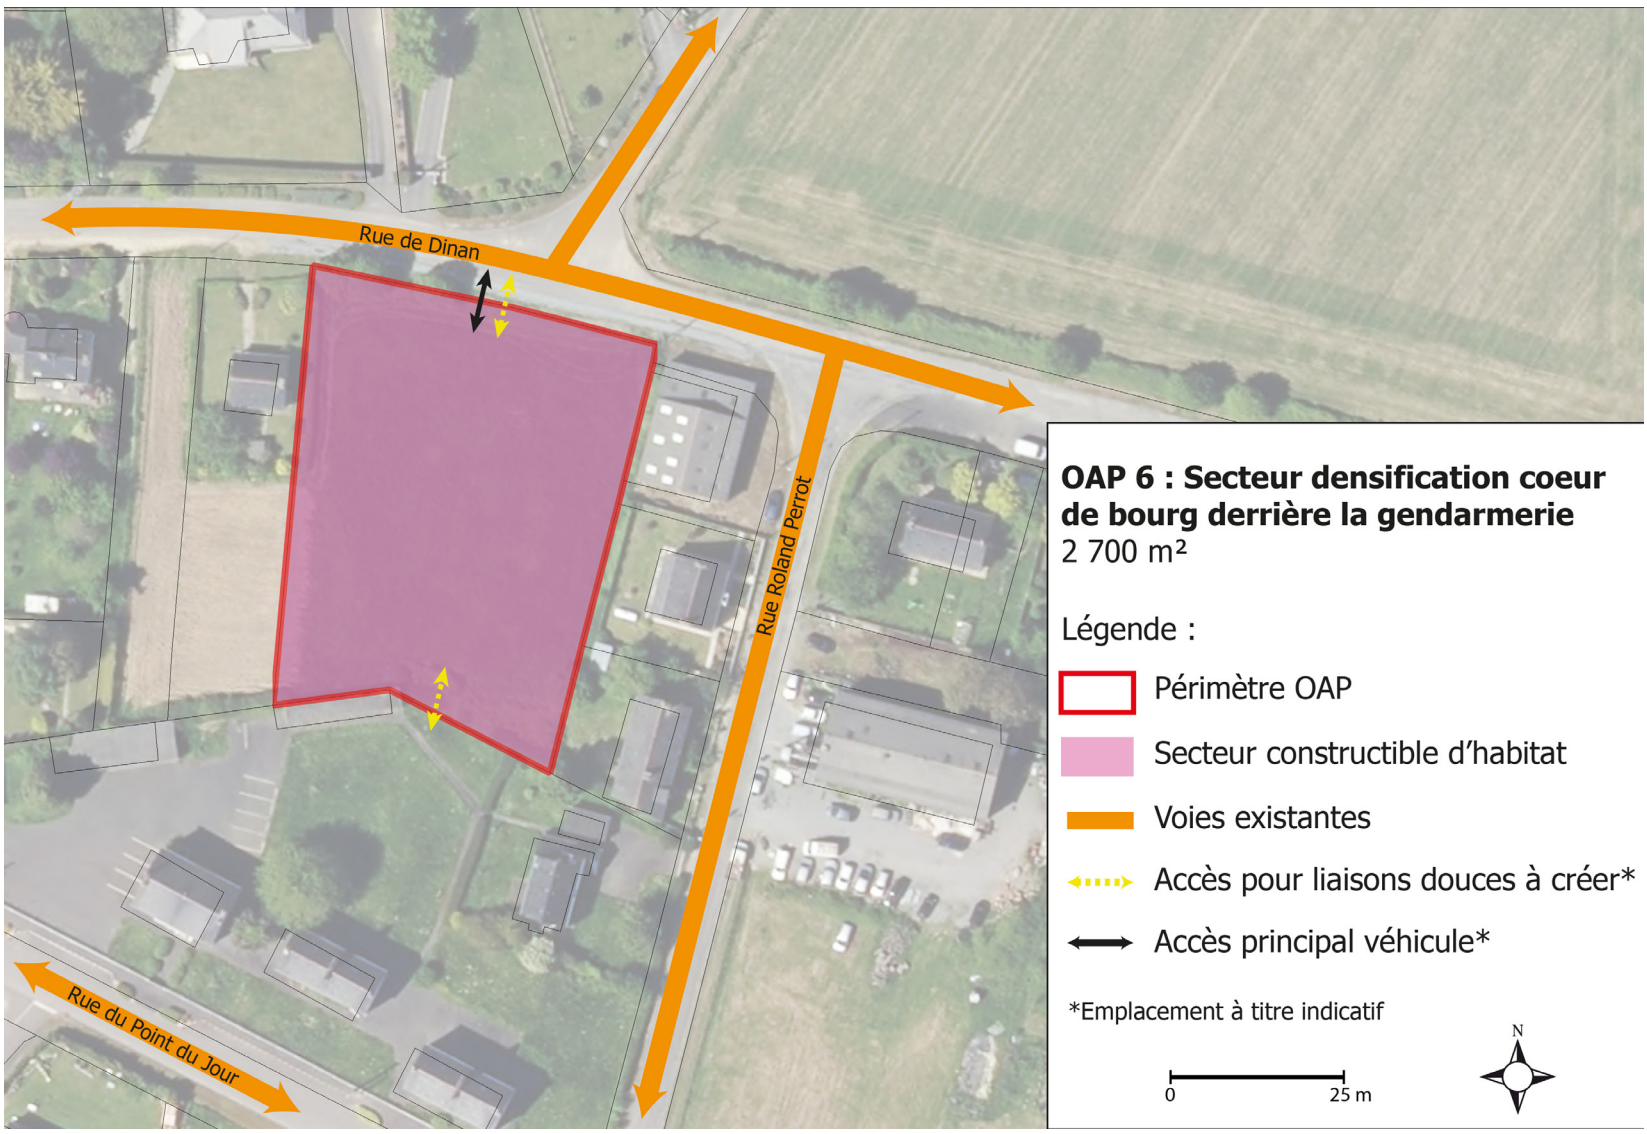 Rue de Dinan
Rue Roland Perrot
Rue du Point du Jour
OAP 6 : Secteur densification coeur
de bourg derrière la gendarmerie
2 700 m²
Légende :
Périmètre OAP
Secteur constructible d'habitat
Voies existantes
Accès pour liaisons douces à créer*
Accès principal véhicule*
*Emplacement à titre indicatif
N
0 25 m